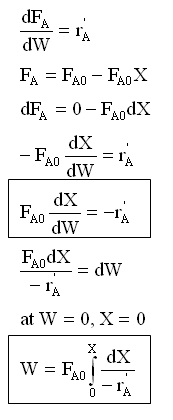 dF_A/dW = r'_A
F_A = F_A0 − F_A0X
dF_A = 0 − F_A0dX
− F_A0 dX/dW = r'_A
F_A0 dX/dW = −r'_A
F_A0dX/− r'_A = dW
at W = 0, X = 0
W = F_A0 ∫_0^X dX/−r'_A